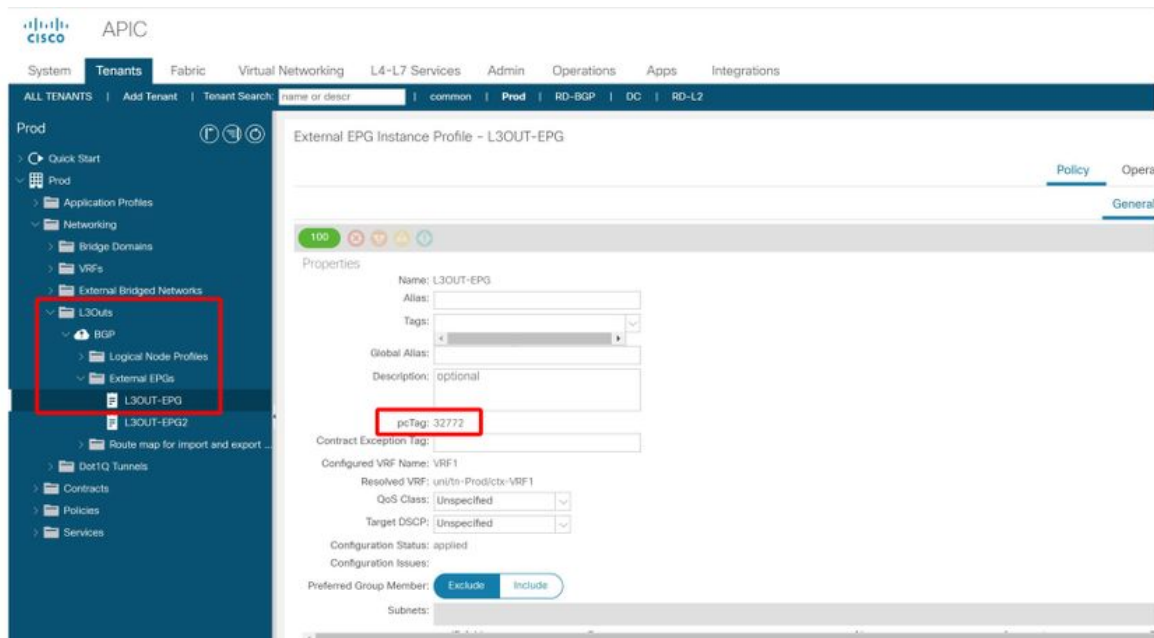 CISCO
APIC
System Tenants Fabric Virtual Networking L4-L7 Services Admin Operations Apps Integrations
ALL TENANTS | Add Tenant | Tenant Search: name or descr | common | Prod | RD-BGP | DC | RD-L2
Prod
Quick Start
Prod
Application Profiles
Networking
Bridge Domains
VRFs
External Bridged Networks
L3Outs
BGP
Logical Node Profiles
External EPGs
L3OUT-EPG
L3OUT-EPG2
Route map for import and export ...
Dot1Q Tunnels
Contracts
Policies
Services
External EPG Instance Profile - L3OUT-EPG
Policy Opera
General
100
Properties
Name: L3OUT-EPG
Alias:
Tags:
Global Alias:
Description: optional
pcTag: 32772
Contract Exception Tag:
Configured VRF Name: VRF1
Resolved VRF: uni/tn-Prod/ctx-VRF1
QoS Class: Unspecified
Target DSCP: Unspecified
Configuration Status: applied
Configuration Issues:
Preferred Group Member: Exclude Include
Subnets: